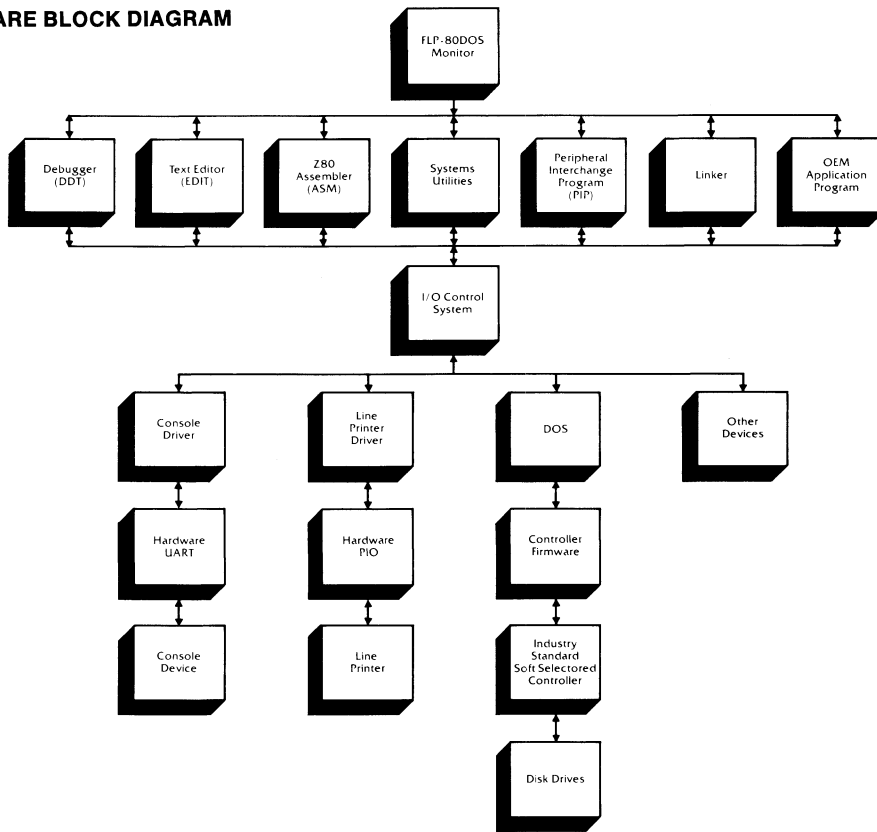 ARE BLOCK DIAGRAM
FLP-80DOS
Monitor
Debugger
(DDT)
Text Editor
(EDIT)
Z80
Assembler
(ASM)
Systems
Utilities
Peripheral
Interchange
Program
(PIP)
Linker
OEM
Application
Program
I/O Control
System
Console
Driver
Line
Printer
Driver
DOS
Other
Devices
Hardware
UART
Hardware
PIO
Controller
Firmware
Console
Device
Line
Printer
Industry
Standard
Soft Selectored
Controller
Disk Drives